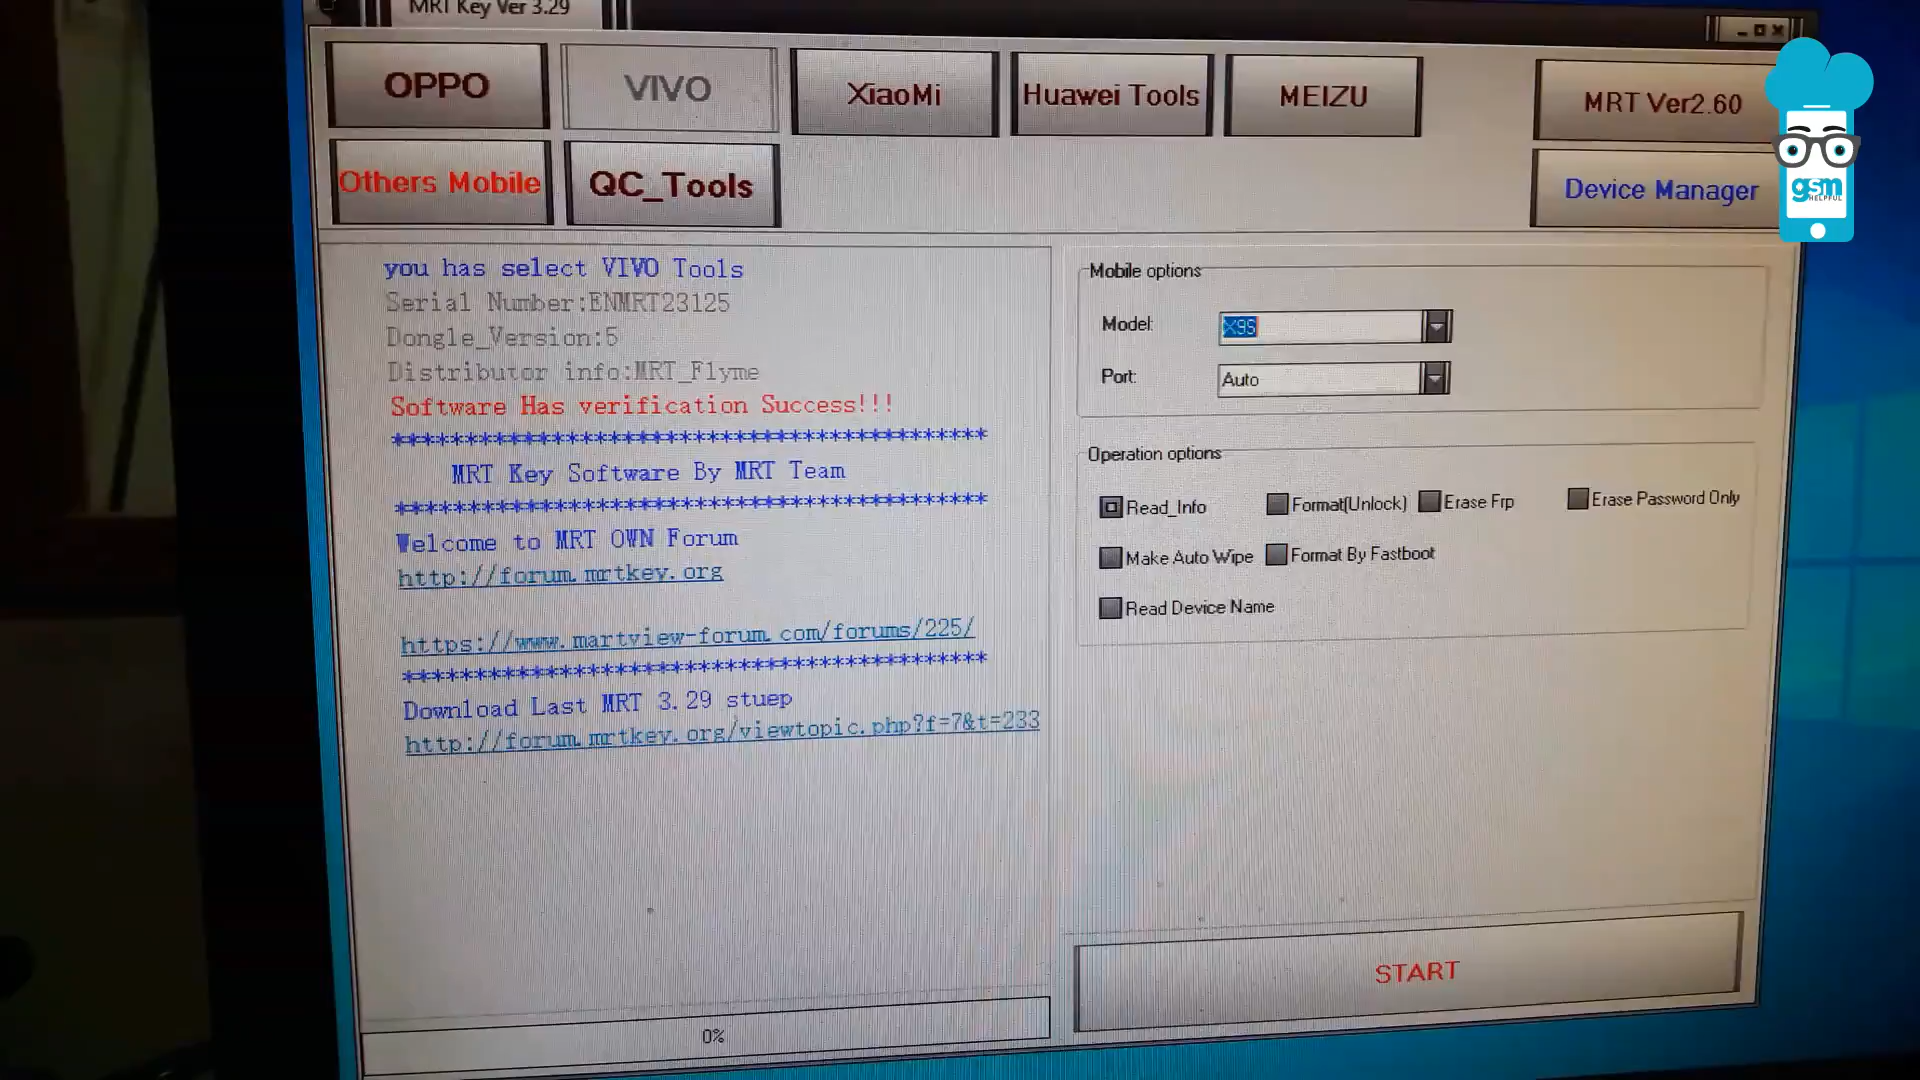 MRT Key Ver 3.29
OPPO
VIVO
XiaoMi
Huawei Tools
MEIZU
MRT Ver2.60
Others Mobile
QC_Tools
Device Manager
gsm
HELPFUL
you has select VIVO Tools
Serial Number:ENMRT23125
Dongle_Version:5
Distributor info:MRT_Flyme
Software Has verification Success!!!
*****************************************
MRT Key Software By MRT Team
*****************************************
Welcome to MRT OWN Forum
http://forum.mrtkey.org
https://www.martview-forum.com/forums/225/
*****************************************
Download Last MRT 3.29 stuep
http://forum.mrtkey.org/viewtopic.php?f=7&t=233
0%
Mobile options
Model:
X9S
Port:
Auto
Operation options
Read_Info
Format(Unlock)
Erase Frp
Erase Password Only
Make Auto Wipe
Format By Fastboot
Read Device Name
START